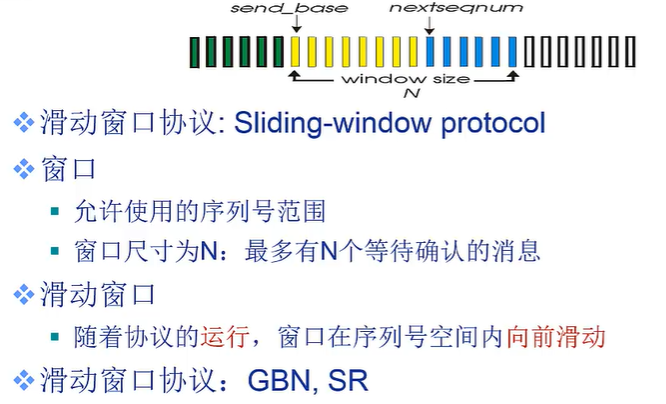 send_base nextseqnum
window size
N
滑动窗口协议: Sliding-window protocol
窗口
允许使用的序列号范围
窗口尺寸为N：最多有N个等待确认的消息
滑动窗口
随着协议的运行，窗口在序列号空间内向前滑动
滑动窗口协议：GBN, SR